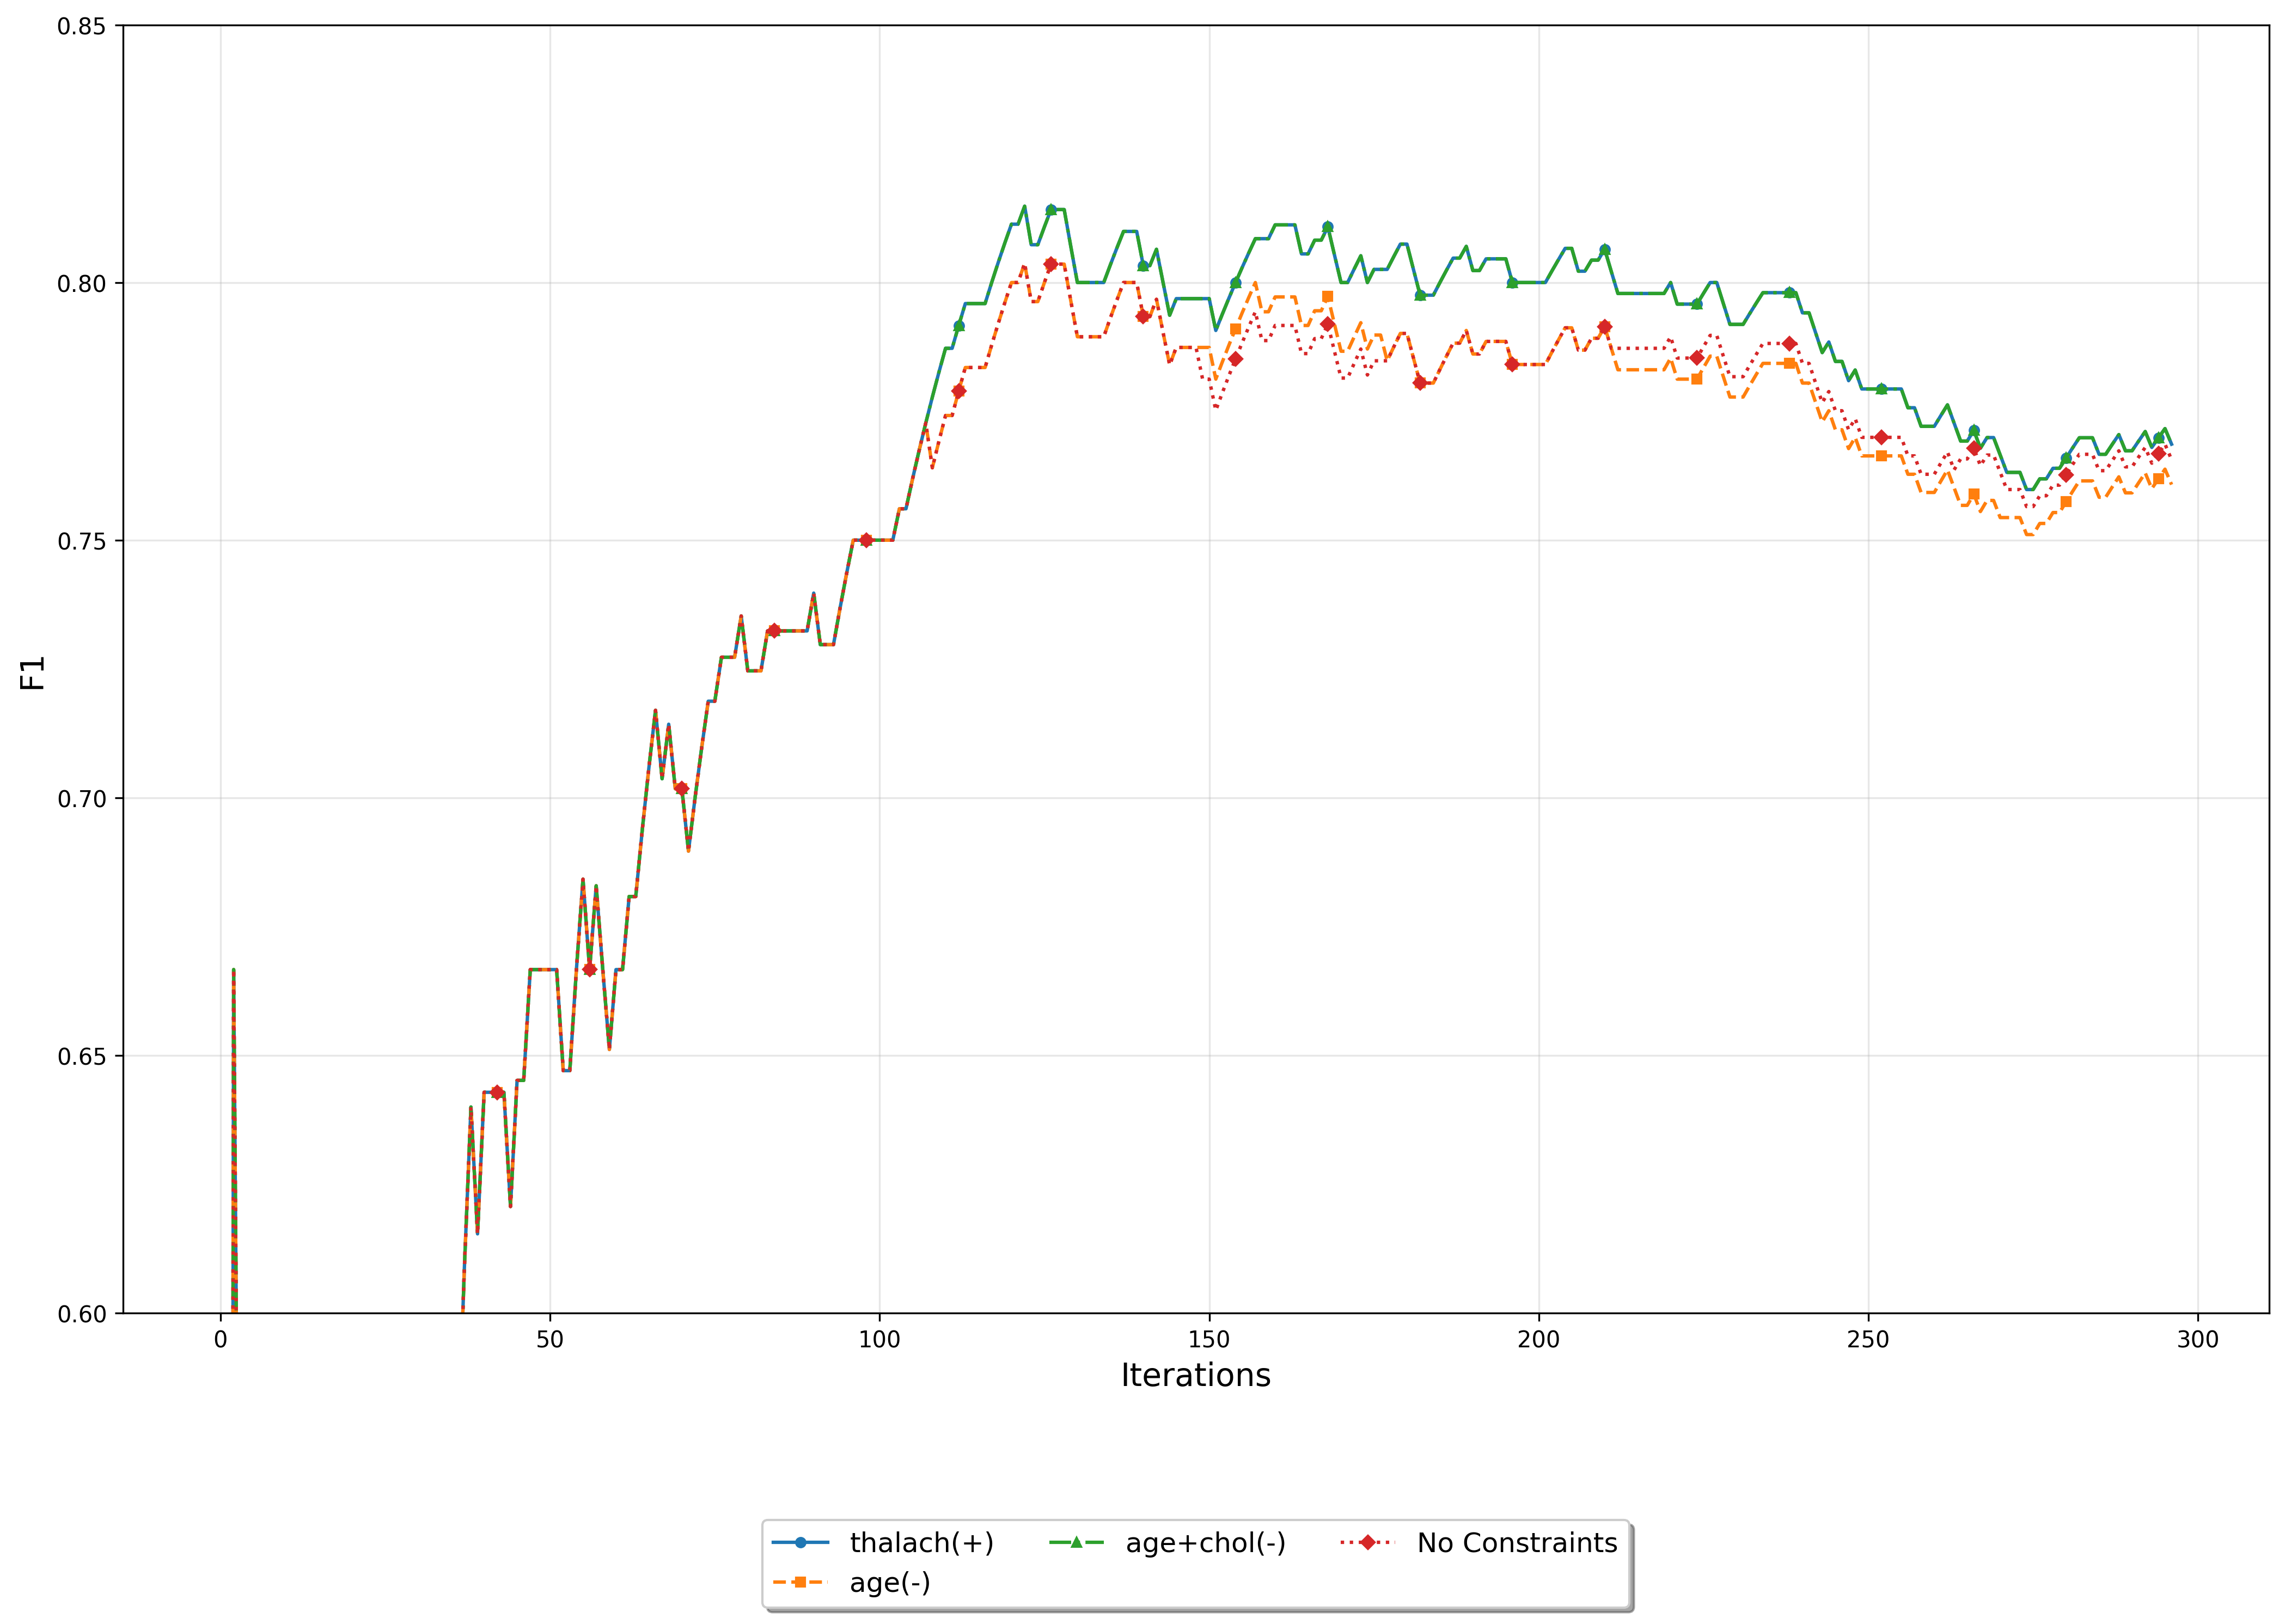 0.85
0.80
0.75
0.70
0.65
0.60
F1
0 50 100 150 200 250 300
Iterations
thalach(+) age+chol(-) No Constraints
age(-)